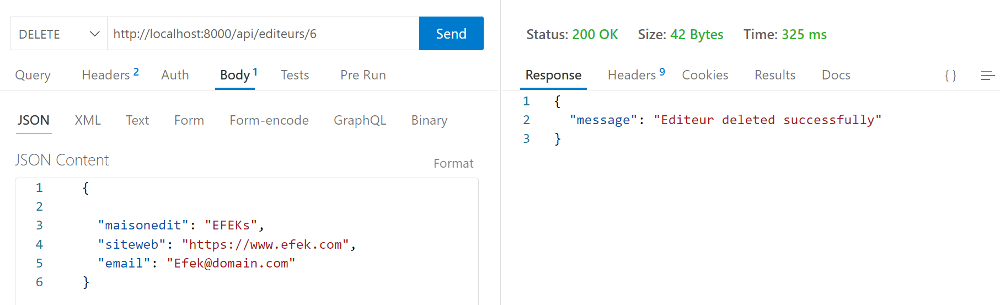 DELETE http://localhost:8000/api/editeurs/6 Send
Query Headers 2 Auth Body 1 Tests Pre Run
JSON XML Text Form Form-encode GraphQL Binary
JSON Content
Format
1 {
2
3 "maisonedit": "EFEKs",
4 "siteweb": "https://www.efek.com",
5 "email": "Efek@domain.com"
6 }
Status: 200 OK Size: 42 Bytes Time: 325 ms
Response Headers 9 Cookies Results Docs { }
1 {
2 "message": "Editeur deleted successfully"
3 }